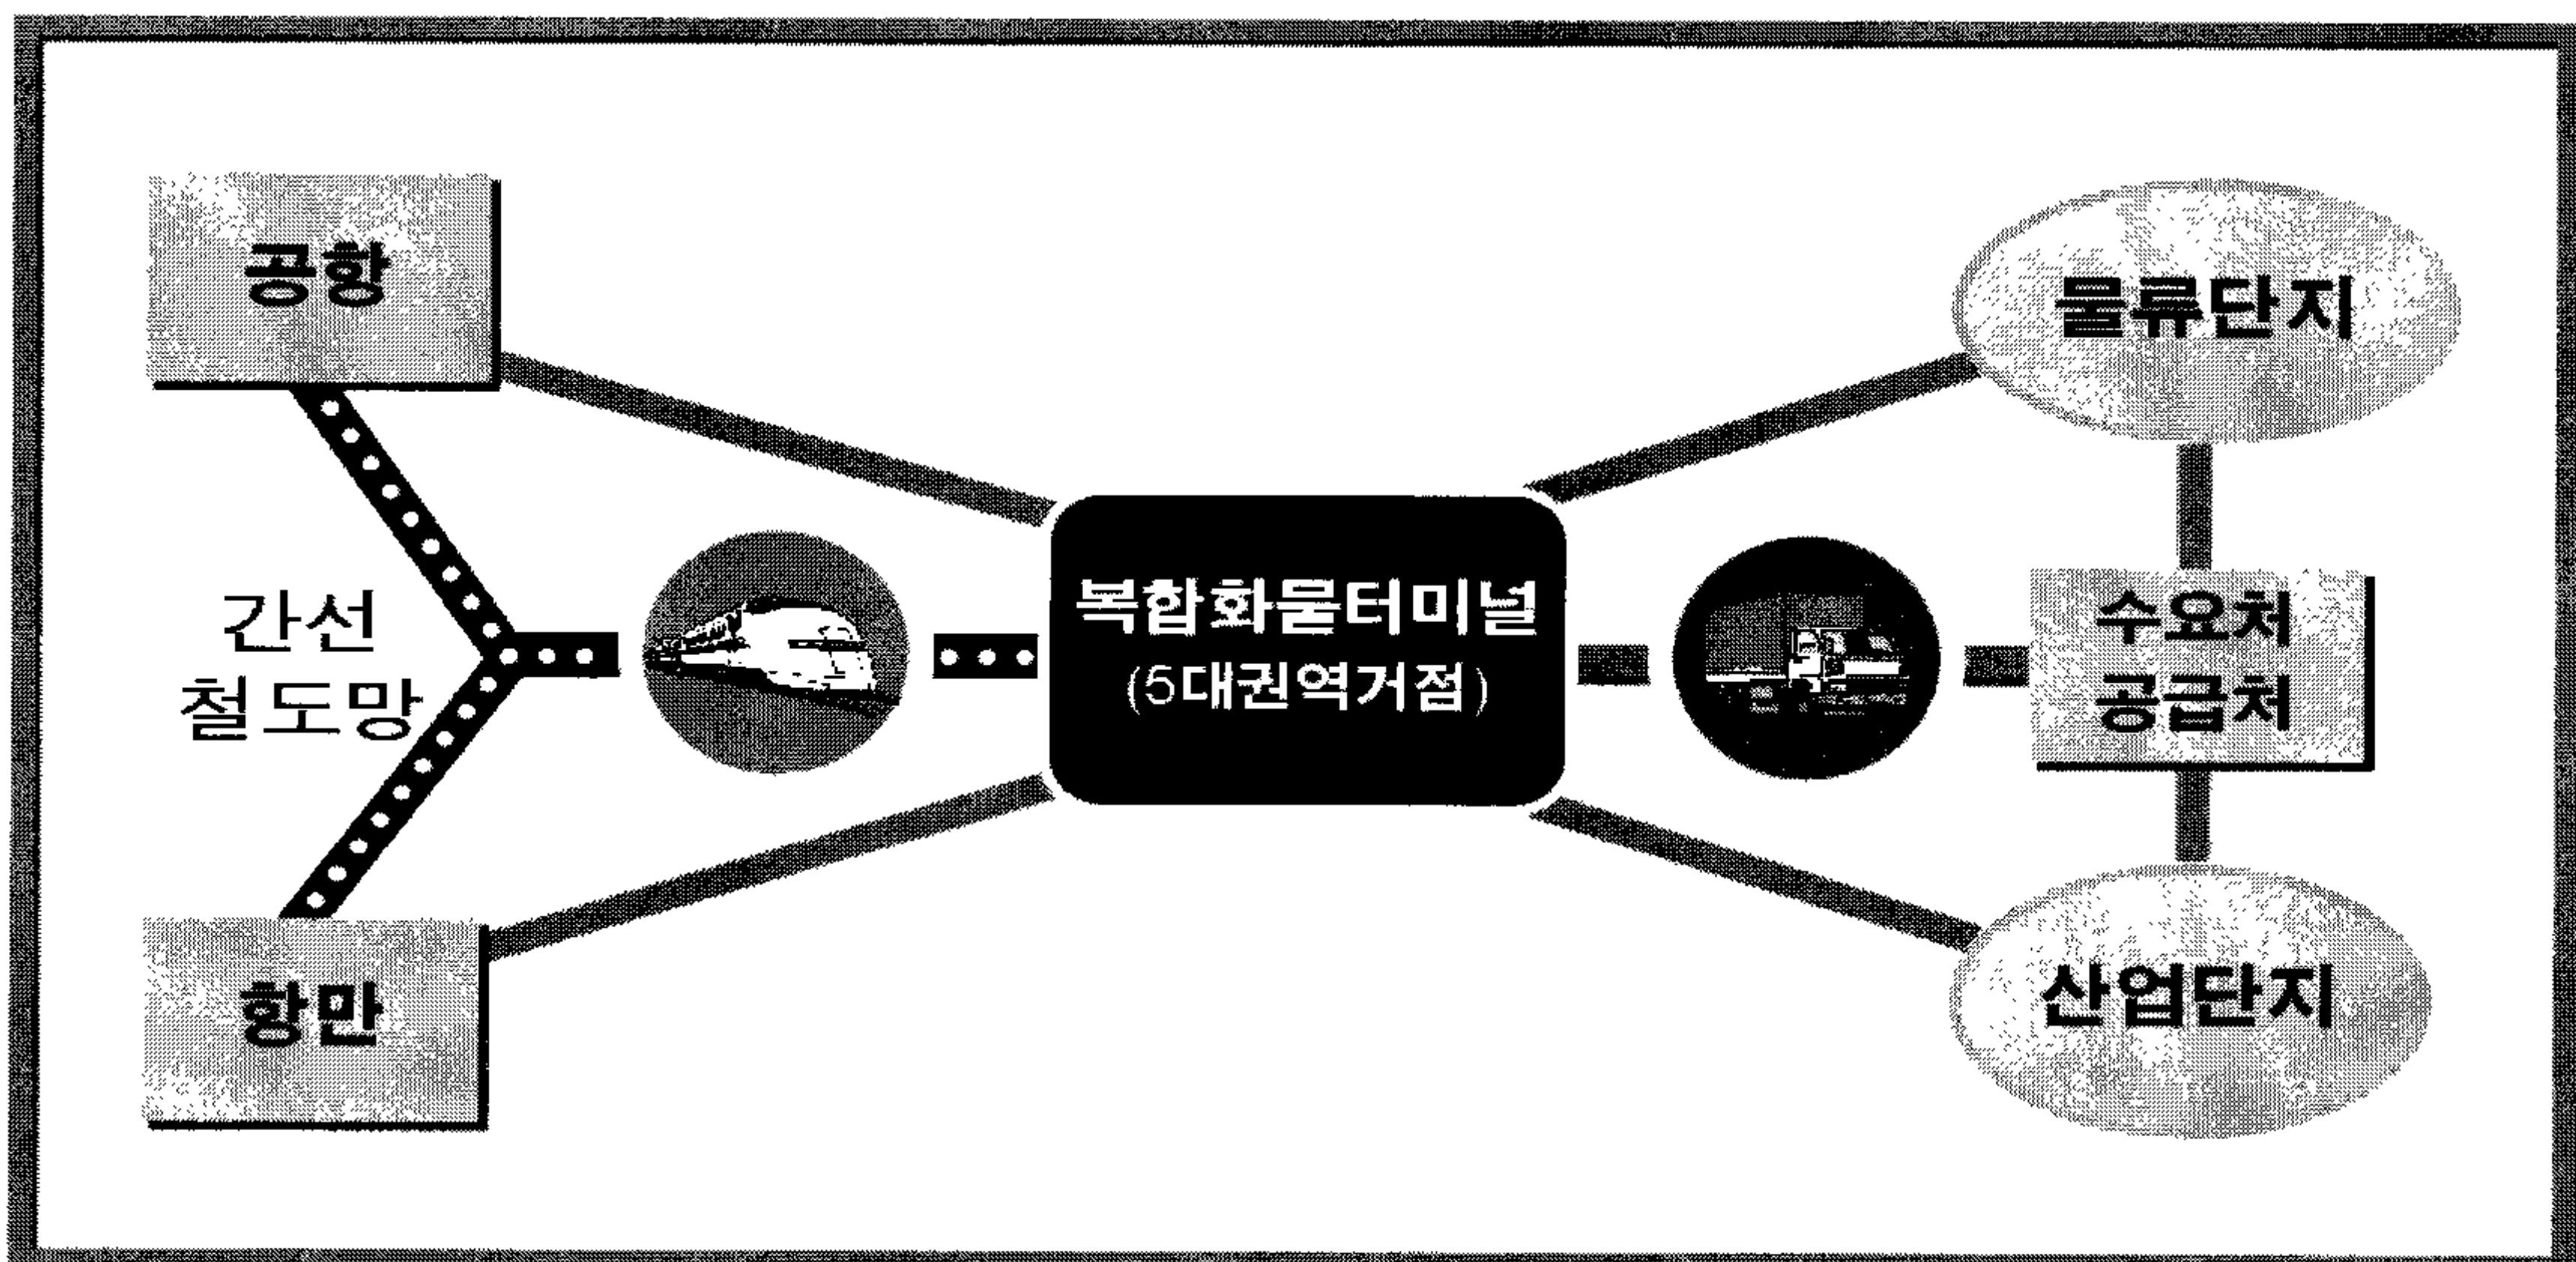 공항
물류단지
간선
철도망
복합화물터미널
(5대권역거점)
수요처
공급처
항만
산업단지